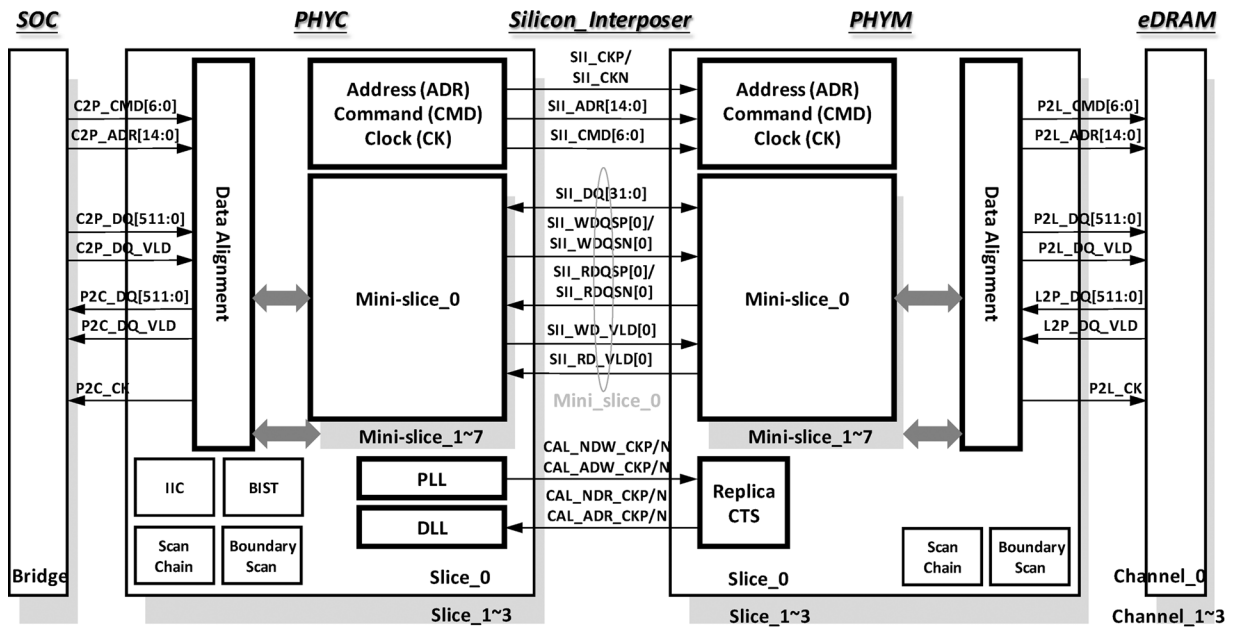 SOC
PHYC
Silicon_Interposer
PHYM
eDRAM
C2P_CMD[6:0]
C2P_ADR[14:0]
C2P_DQ[511:0]
C2P_DQ_VLD
P2C_DQ[511:0]
P2C_DQ_VLD
P2C_CK
Bridge
Data Alignment
Address (ADR)
Command (CMD)
Clock (CK)
Mini-slice_0
Mini-slice_1~7
IIC
BIST
Scan
Chain
Boundary
Scan
PLL
DLL
Slice_0
Slice_1~3
SII_CKP/
SII_CKN
SII_ADR[14:0]
SII_CMD[6:0]
SII_DQ[31:0]
SII_WDQSP[0]/
SII_WDQSN[0]
SII_RDQSP[0]/
SII_RDQSN[0]
SII_WD_VLD[0]
SII_RD_VLD[0]
Mini_slice_0
CAL_NDW_CKP/N
CAL_ADW_CKP/N
CAL_NDR_CKP/N
CAL_ADR_CKP/N
Address (ADR)
Command (CMD)
Clock (CK)
Mini-slice_0
Mini-slice_1~7
Replica
CTS
Data Alignment
Scan
Chain
Boundary
Scan
Slice_0
Slice_1~3
P2L_CMD[6:0]
P2L_ADR[14:0]
P2L_DQ[511:0]
P2L_DQ_VLD
L2P_DQ[511:0]
L2P_DQ_VLD
P2L_CK
Channel_0
Channel_1~3